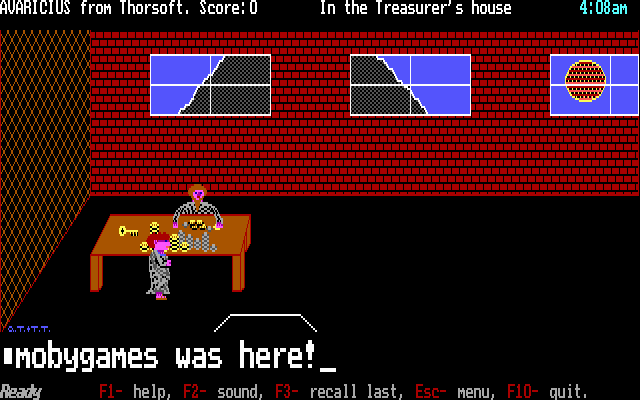 AVARICIUS from Thorsoft. Score:0 In the Treasurer's house 4:08am
A.T.+T.T.
mobygames was here!_
Ready F1- help, F2- sound, F3- recall last, Esc- menu, F10- quit.